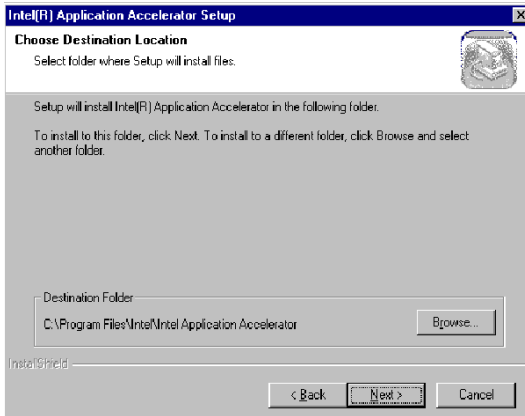 Intel(R) Application Accelerator Setup
Choose Destination Location
Select folder where Setup will install files.
Setup will install Intel(R) Application Accelerator in the following folder.
To install to this folder, click Next. To install to a different folder, click Browse and select
another folder.
Destination Folder
C:\Program Files\Intel\Intel Application Accelerator
Browse...
InstallShield
< Back
Next >
Cancel